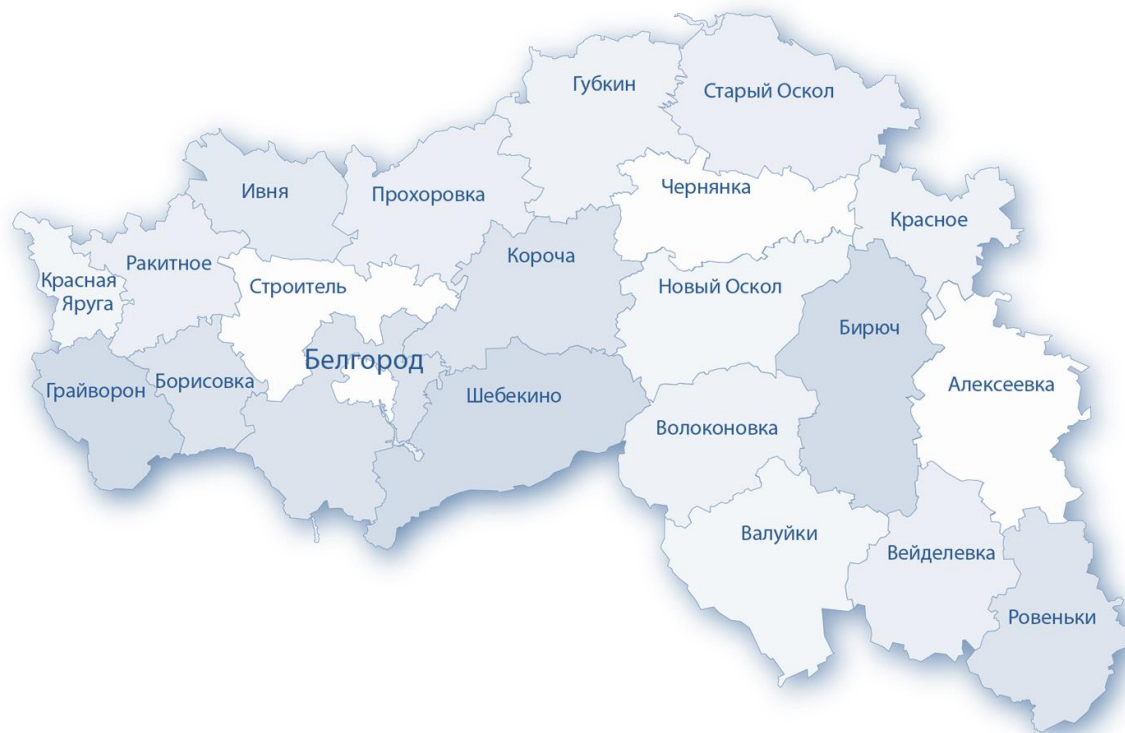 Губкин
Старый Оскол
Ивня
Прохоровка
Чернянка
Красное
Ракитное
Короча
Красная
Яруга
Строитель
Новый Оскол
Бирюч
Белгород
Грайворон
Борисовка
Шебекино
Алексеевка
Волоконовка
Валуйки
Вейделевка
Ровеньки